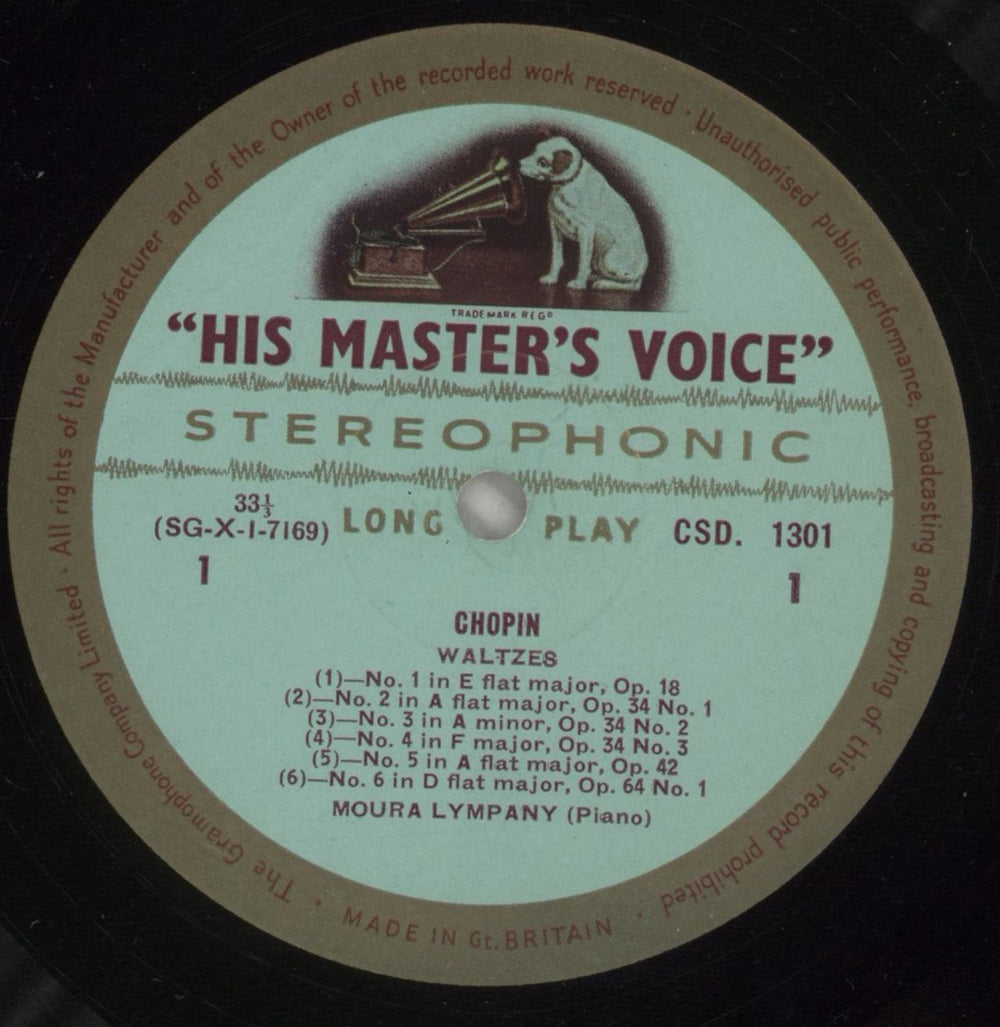 The Gramophone Company Limited · All rights of the Manufacturer and of the Owner of the recorded work reserved · Unauthorised public performance, broadcasting and copying of this record prohibited ·
TRADE MARK REGD
“HIS MASTER'S VOICE”
STEREOPHONIC
33⅓
(SG-X-1-7169) LONG PLAY CSD. 1301
1 1
CHOPIN
WALTZES
(1)—No. 1 in E flat major, Op. 18
(2)—No. 2 in A flat major, Op. 34 No. 1
(3)—No. 3 in A minor, Op. 34 No. 2
(4)—No. 4 in F major, Op. 34 No. 3
(5)—No. 5 in A flat major, Op. 42
(6)—No. 6 in D flat major, Op. 64 No. 1
MOURA LYMPANY (Piano)
MADE IN Gt. BRITAIN